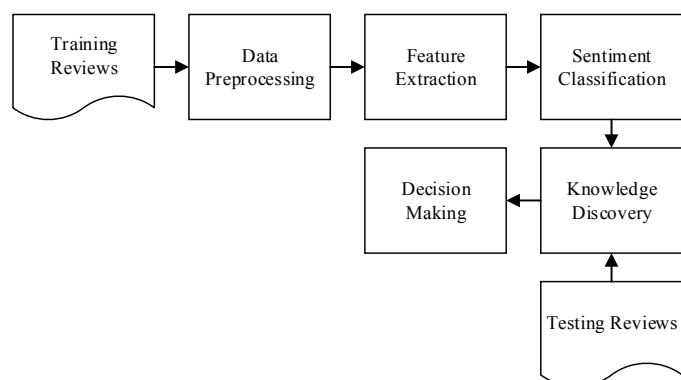 Training
Reviews
Data
Preprocessing
Feature
Extraction
Sentiment
Classification
Decision
Making
Knowledge
Discovery
Testing Reviews